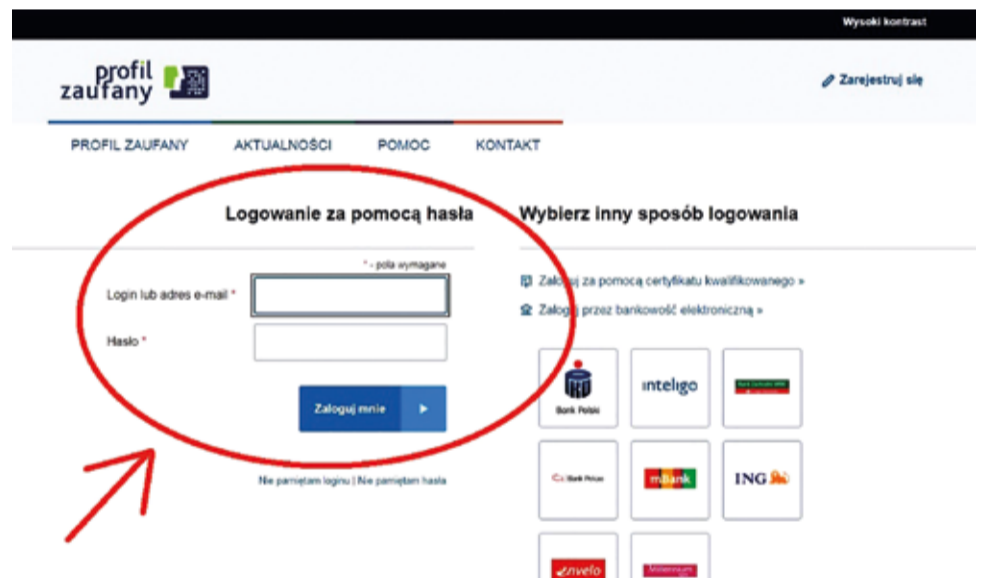 Wysoki kontrast
profil
zaufany
Zarejestruj się
PROFIL ZAUFANY AKTUALNOŚCI POMOC KONTAKT
Logowanie za pomocą hasła
* - pola wymagane
Login lub adres e-mail *
Hasło *
Zaloguj mnie
Nie pamiętam loginu | Nie pamiętam hasła
Wybierz inny sposób logowania
Zaloguj za pomocą certyfikatu kwalifikowanego »
Zaloguj przez bankowość elektroniczną »
Bank Polski
inteligo
Bank Pekao
mBank
ING
envelo
Millennium